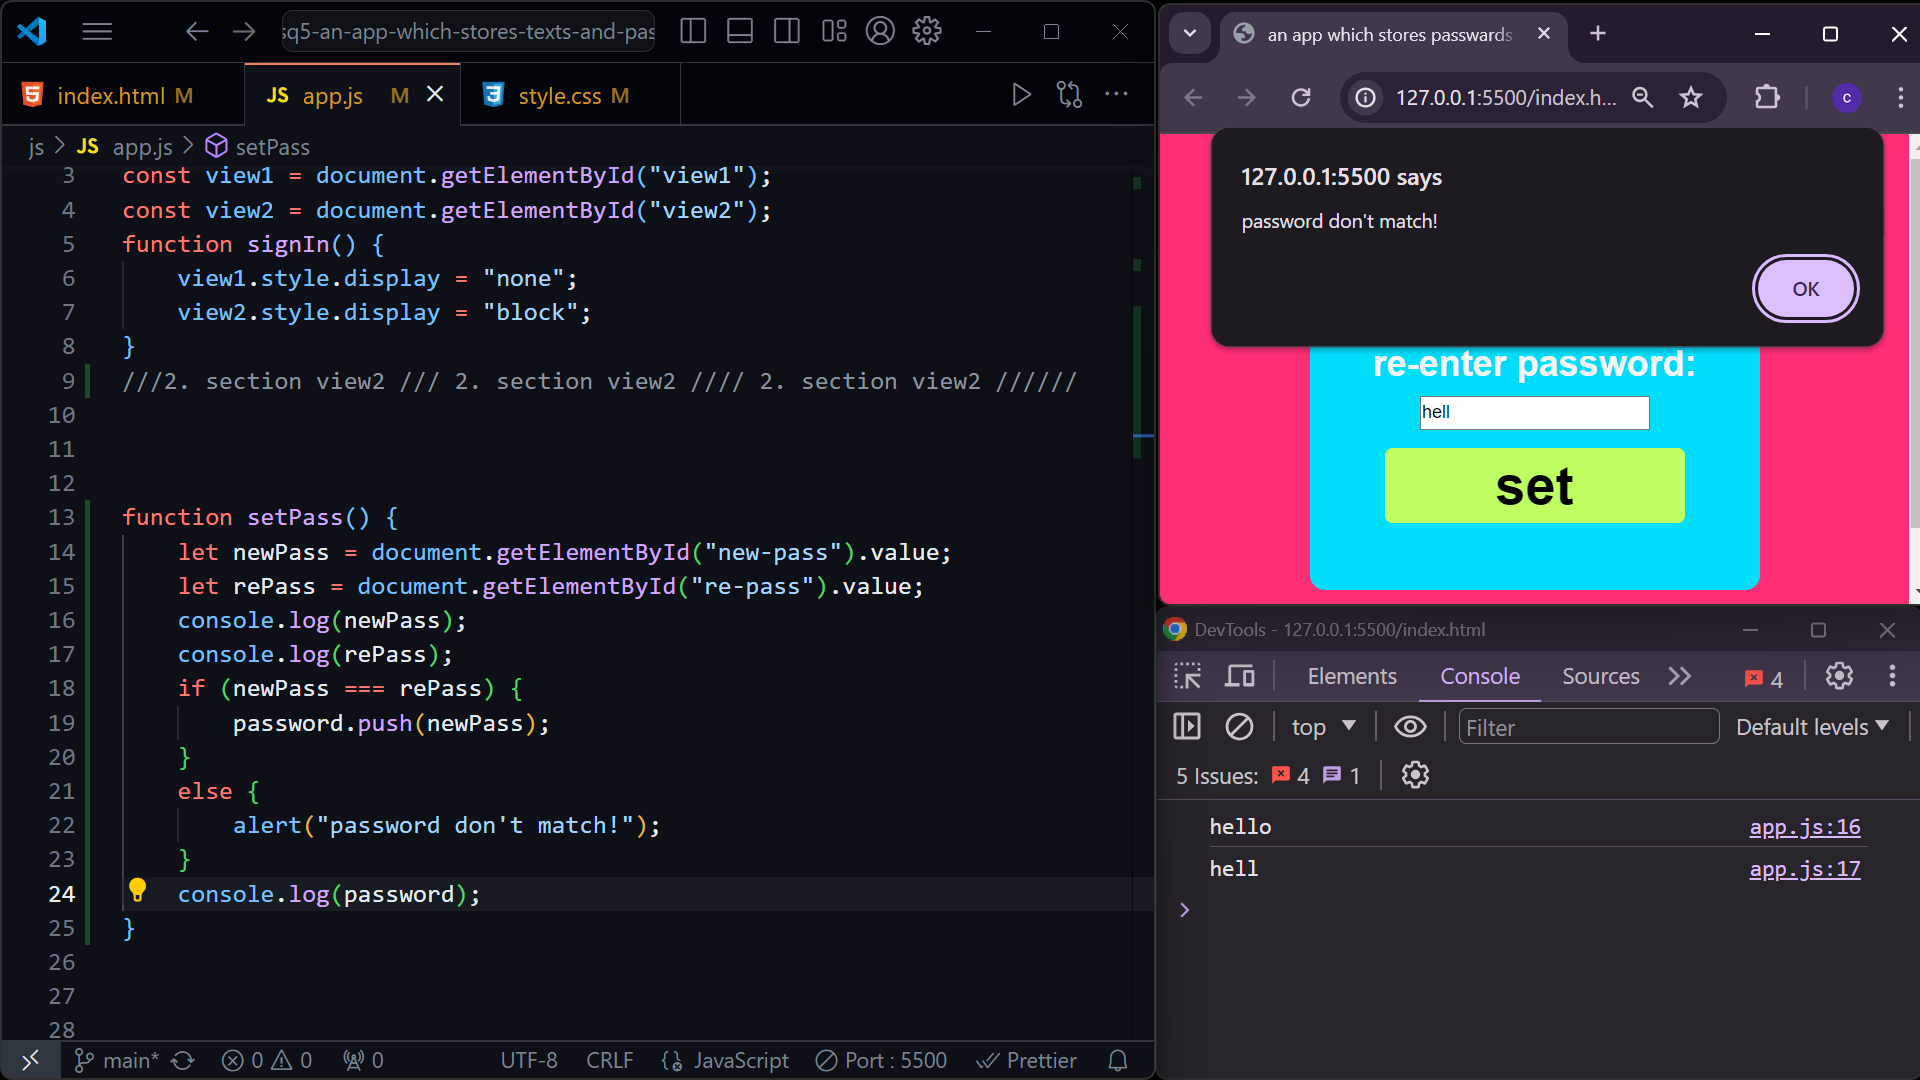 sq5-an-app-which-stores-texts-and-pas
index.html M
JS app.js M
style.css M
js > JS app.js > setPass
3 const view1 = document.getElementById("view1");
4 const view2 = document.getElementById("view2");
5 function signIn() {
6 view1.style.display = "none";
7 view2.style.display = "block";
8 }
9 ///2. section view2 /// 2. section view2 //// 2. section view2 //////
10
11
12
13 function setPass() {
14 let newPass = document.getElementById("new-pass").value;
15 let rePass = document.getElementById("re-pass").value;
16 console.log(newPass);
17 console.log(rePass);
18 if (newPass === rePass) {
19 password.push(newPass);
20 }
21 else {
22 alert("password don't match!");
23 }
24 console.log(password);
25 }
26
27
28
main* 0 0 0 UTF-8 CRLF {} JavaScript Port : 5500 Prettier
an app which stores passwards
127.0.0.1:5500/index.h...
c
127.0.0.1:5500 says
password don't match!
OK
re-enter password:
hell
set
DevTools - 127.0.0.1:5500/index.html
Elements Console Sources 4
top Filter Default levels
5 Issues: 4 1
hello app.js:16
hell app.js:17